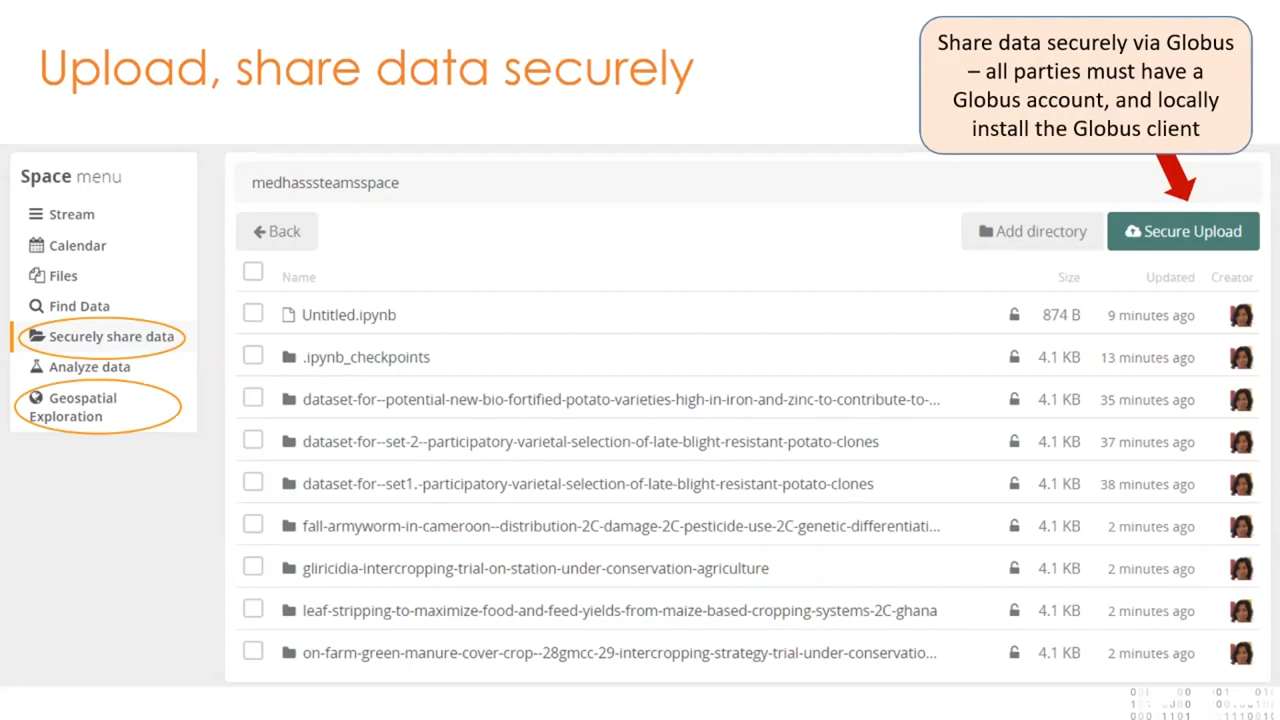 Upload, share data securely
Share data securely via Globus
– all parties must have a
Globus account, and locally
install the Globus client
Space menu
Stream
Calendar
Files
Find Data
Securely share data
Analyze data
Geospatial
Exploration
medhasssteamsspace
Back
Add directory
Secure Upload
Name Size Updated Creator
Untitled.ipynb 874 B 9 minutes ago
.ipynb_checkpoints 4.1 KB 13 minutes ago
dataset-for--potential-new-bio-fortified-potato-varieties-high-in-iron-and-zinc-to-contribute-to-... 4.1 KB 35 minutes ago
dataset-for--set-2--participatory-varietal-selection-of-late-blight-resistant-potato-clones 4.1 KB 37 minutes ago
dataset-for--set1.-participatory-varietal-selection-of-late-blight-resistant-potato-clones 4.1 KB 38 minutes ago
fall-armyworm-in-cameroon--distribution-2C-damage-2C-pesticide-use-2C-genetic-differentiati... 4.1 KB 2 minutes ago
gliricidia-intercropping-trial-on-station-under-conservation-agriculture 4.1 KB 2 minutes ago
leaf-stripping-to-maximize-food-and-feed-yields-from-maize-based-cropping-systems-2C-ghana 4.1 KB 2 minutes ago
on-farm-green-manure-cover-crop--28gmcc-29-intercropping-strategy-trial-under-conservatio... 4.1 KB 2 minutes ago